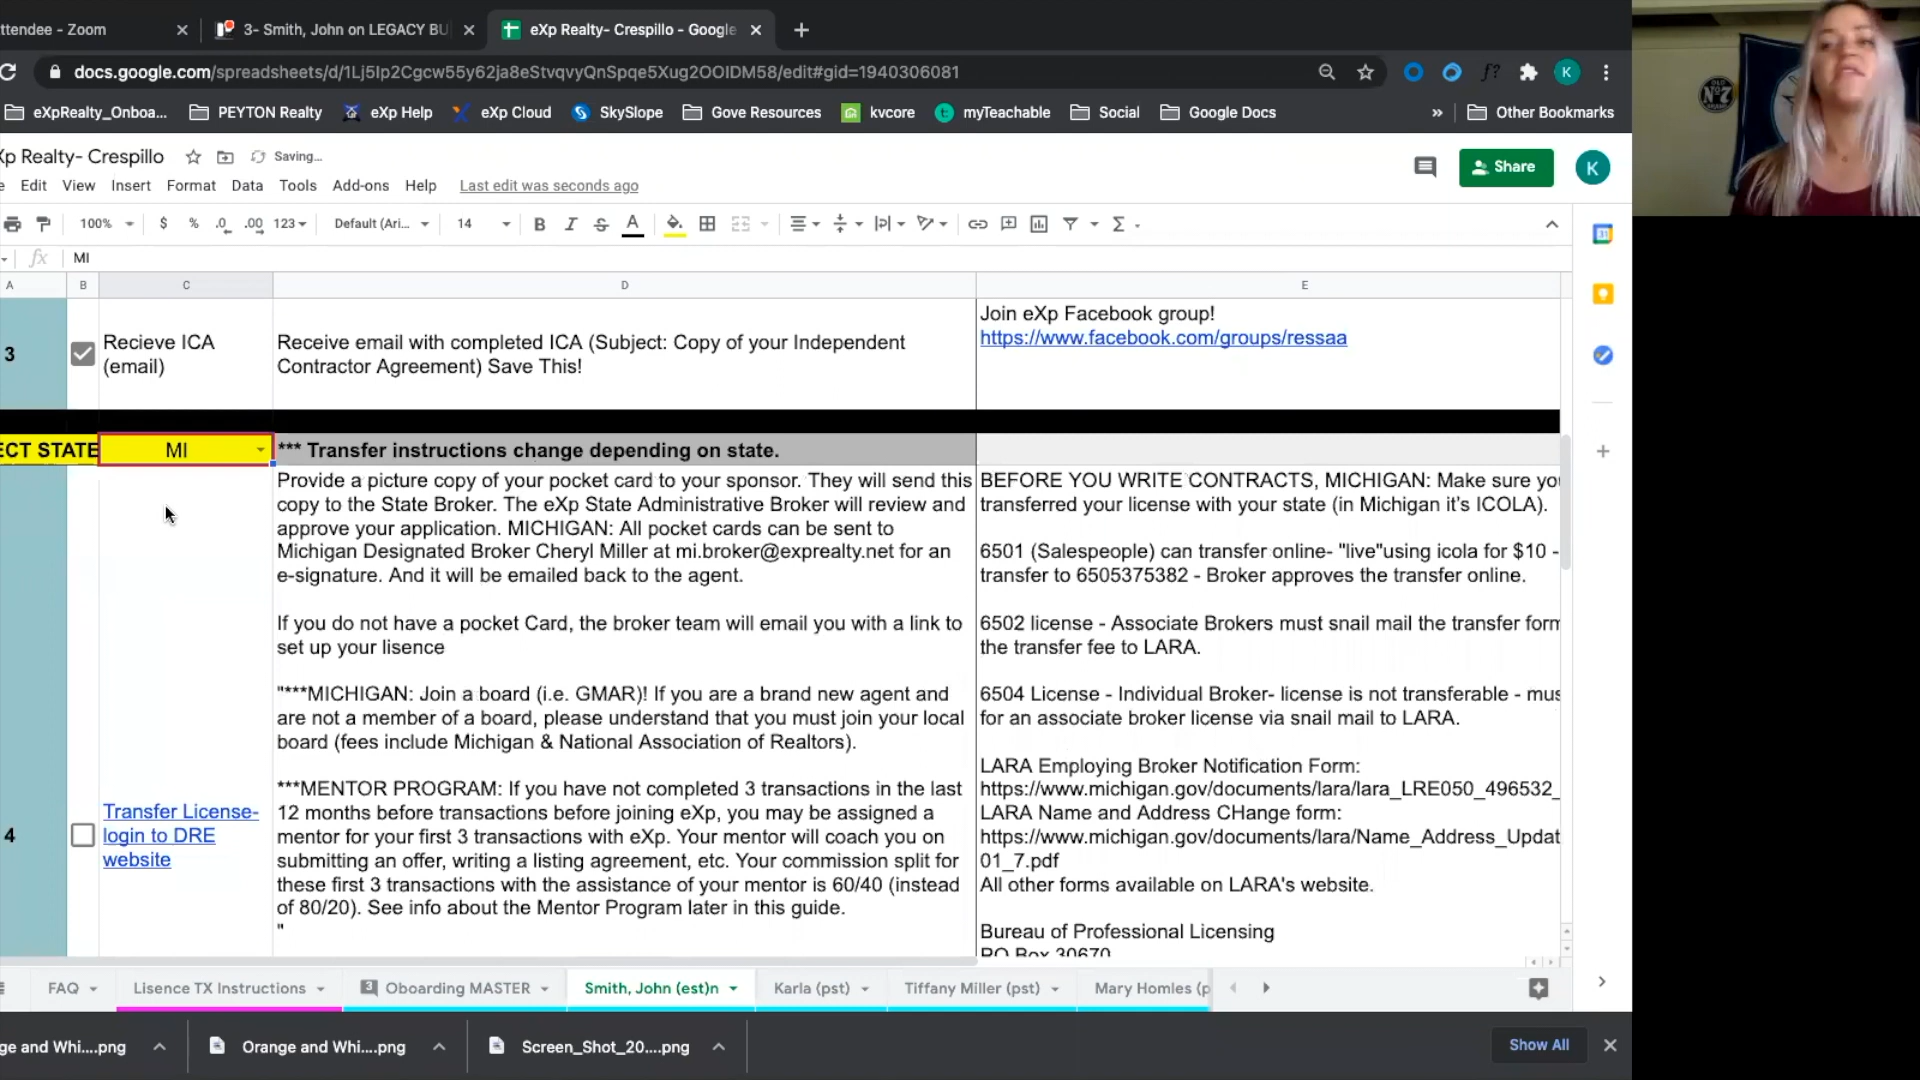 ttendee - Zoom
3- Smith, John on LEGACY BU
eXp Realty- Crespillo - Google
docs.google.com/spreadsheets/d/1Lj5Ip2Cgcw55y62ja8eStvqvyQnSpqe5Xug2OOIDM58/edit#gid=1940306081
f?
K
eXpRealty_Onboa...
PEYTON Realty
eXp Help
eXp Cloud
SkySlope
Gove Resources
kvcore
myTeachable
Social
Google Docs
»
Other Bookmarks
Xp Realty- Crespillo
Saving...
Share
K
e Edit View Insert Format Data Tools Add-ons Help Last edit was seconds ago
100% $ % .0 .00 123 Default (Ari... 14 B I S A
fx MI
A B C D E
3
Recieve ICA
(email)
Receive email with completed ICA (Subject: Copy of your Independent
Contractor Agreement) Save This!
Join eXp Facebook group!
https://www.facebook.com/groups/ressaa
ECT STATE
MI
*** Transfer instructions change depending on state.
4
Transfer License-
login to DRE
website
Provide a picture copy of your pocket card to your sponsor. They will send this
copy to the State Broker. The eXp State Administrative Broker will review and
approve your application. MICHIGAN: All pocket cards can be sent to
Michigan Designated Broker Cheryl Miller at mi.broker@exprealty.net for an
e-signature. And it will be emailed back to the agent.
If you do not have a pocket Card, the broker team will email you with a link to
set up your lisence
"***MICHIGAN: Join a board (i.e. GMAR)! If you are a brand new agent and
are not a member of a board, please understand that you must join your local
board (fees include Michigan & National Association of Realtors).
***MENTOR PROGRAM: If you have not completed 3 transactions in the last
12 months before transactions before joining eXp, you may be assigned a
mentor for your first 3 transactions with eXp. Your mentor will coach you on
submitting an offer, writing a listing agreement, etc. Your commission split for
these first 3 transactions with the assistance of your mentor is 60/40 (instead
of 80/20). See info about the Mentor Program later in this guide.
"
BEFORE YOU WRITE CONTRACTS, MICHIGAN: Make sure you
transferred your license with your state (in Michigan it's ICOLA).
6501 (Salespeople) can transfer online- "live"using icola for $10 -
transfer to 6505375382 - Broker approves the transfer online.
6502 license - Associate Brokers must snail mail the transfer form
the transfer fee to LARA.
6504 License - Individual Broker- license is not transferable - mus
for an associate broker license via snail mail to LARA.
LARA Employing Broker Notification Form:
https://www.michigan.gov/documents/lara/lara_LRE050_496532_
LARA Name and Address CHange form:
https://www.michigan.gov/documents/lara/Name_Address_Updat
01_7.pdf
All other forms available on LARA's website.
Bureau of Professional Licensing
PO Box 30670
FAQ
Lisence TX Instructions
3 Oboarding MASTER
Smith, John (est)n
Karla (pst)
Tiffany Miller (pst)
Mary Homles (p
ge and Whi....png
Orange and Whi....png
Screen_Shot_20....png
Show All